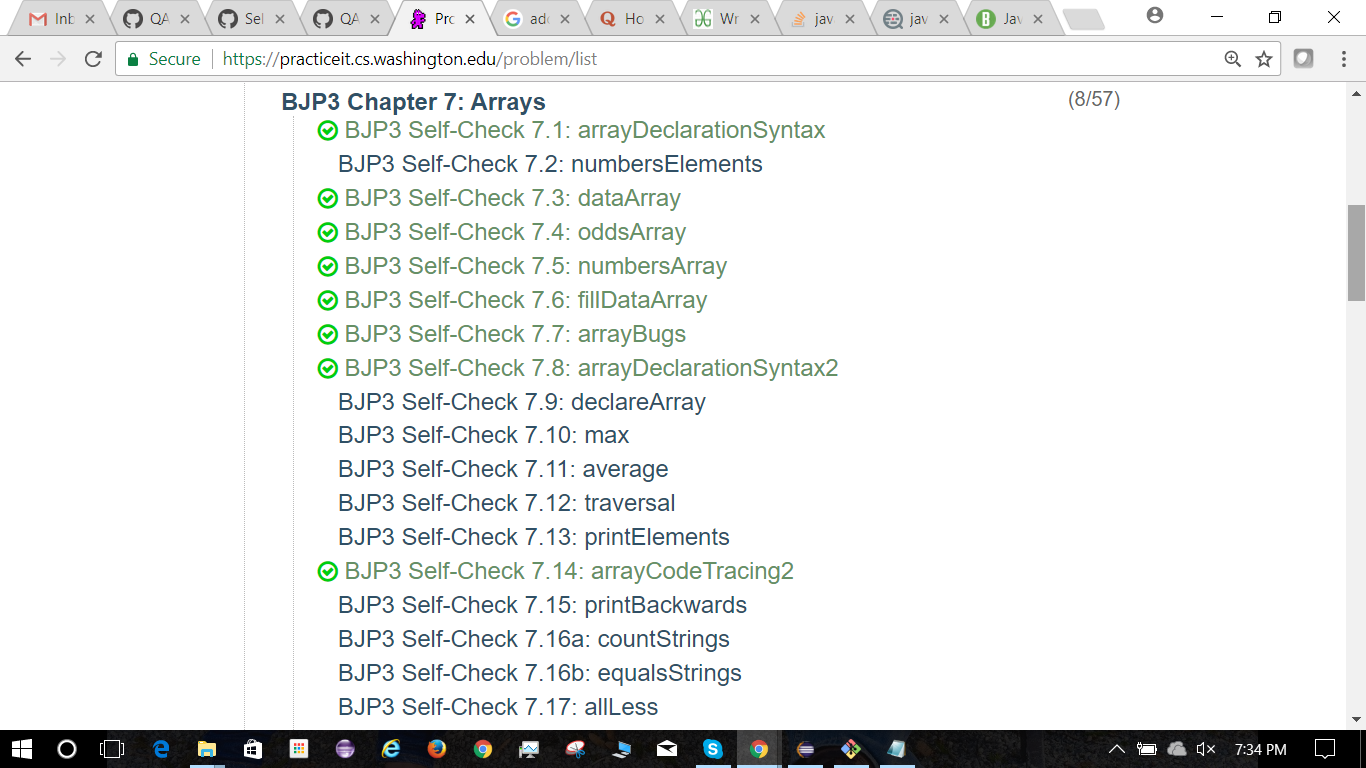 Inb QA Sel QA Pro ado Ho Wr jav jav Jav
Secure https://practiceit.cs.washington.edu/problem/list
BJP3 Chapter 7: Arrays (8/57)
BJP3 Self-Check 7.1: arrayDeclarationSyntax
BJP3 Self-Check 7.2: numbersElements
BJP3 Self-Check 7.3: dataArray
BJP3 Self-Check 7.4: oddsArray
BJP3 Self-Check 7.5: numbersArray
BJP3 Self-Check 7.6: fillDataArray
BJP3 Self-Check 7.7: arrayBugs
BJP3 Self-Check 7.8: arrayDeclarationSyntax2
BJP3 Self-Check 7.9: declareArray
BJP3 Self-Check 7.10: max
BJP3 Self-Check 7.11: average
BJP3 Self-Check 7.12: traversal
BJP3 Self-Check 7.13: printElements
BJP3 Self-Check 7.14: arrayCodeTracing2
BJP3 Self-Check 7.15: printBackwards
BJP3 Self-Check 7.16a: countStrings
BJP3 Self-Check 7.16b: equalsStrings
BJP3 Self-Check 7.17: allLess
7:34 PM